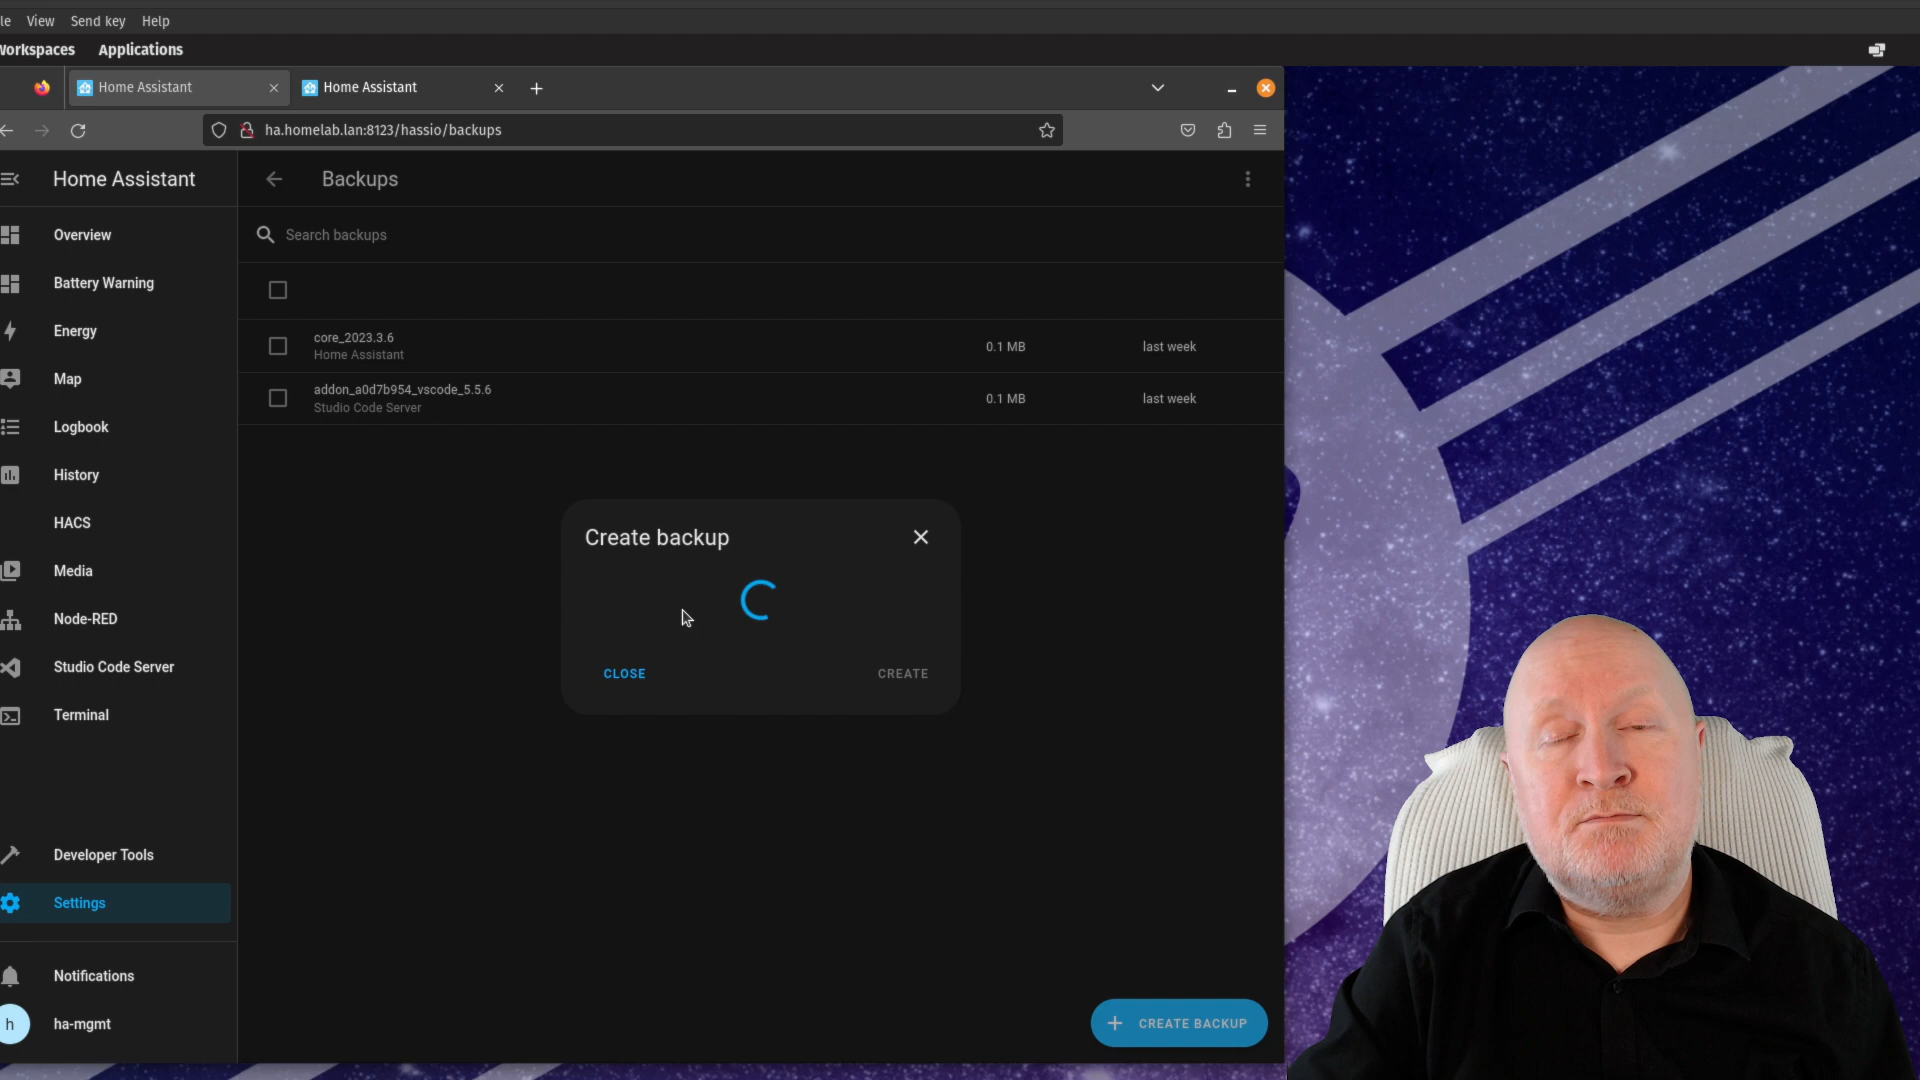 le View Send key Help
Workspaces Applications
Home Assistant
Home Assistant
ha.homelab.lan:8123/hassio/backups
Home Assistant
Backups
Search backups
Overview
Battery Warning
Energy
Map
Logbook
History
HACS
Media
Node-RED
Studio Code Server
Terminal
Developer Tools
Settings
Notifications
h
ha-mgmt
core_2023.3.6
Home Assistant
0.1 MB
last week
addon_a0d7b954_vscode_5.5.6
Studio Code Server
0.1 MB
last week
Create backup
CLOSE
CREATE
CREATE BACKUP